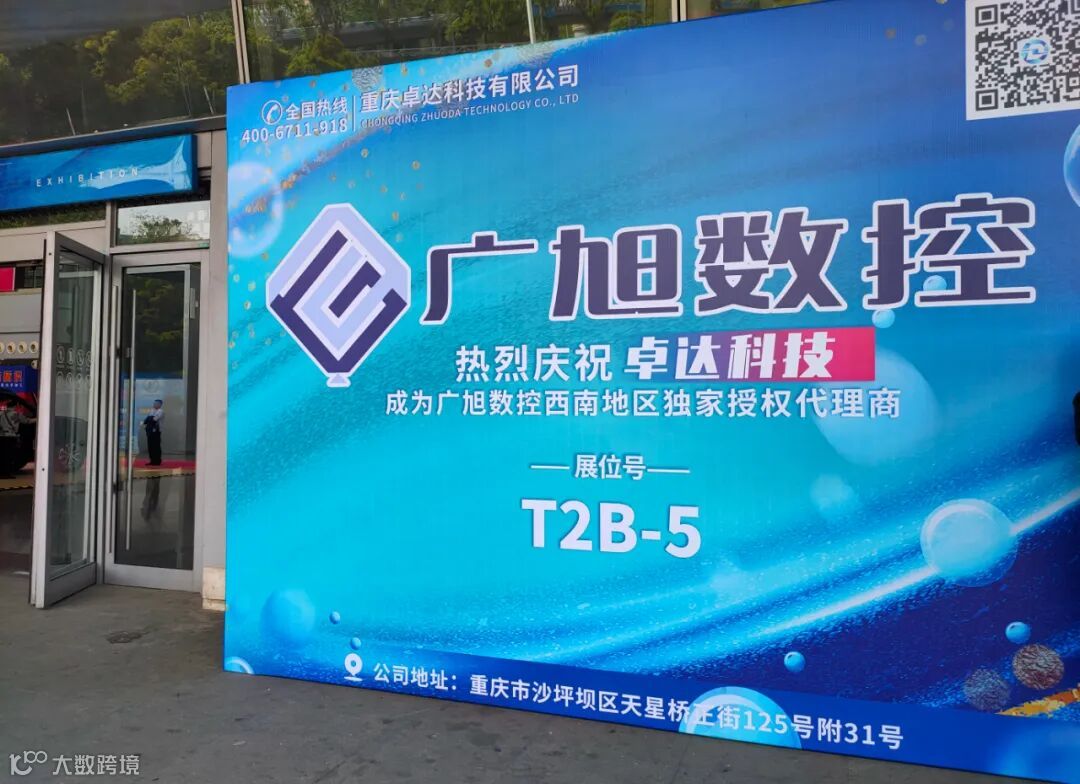 全国热线
400-6711-918
重庆卓达科技有限公司
CHONGQING ZHUODA TECHNOLOGY CO., LTD
EXHIBITION
广旭数控
热烈庆祝 卓达科技
成为广旭数控西南地区独家授权代理商
展位号
T2B-5
公司地址：重庆市沙坪坝区天星桥正街125号附31号
大数跨境